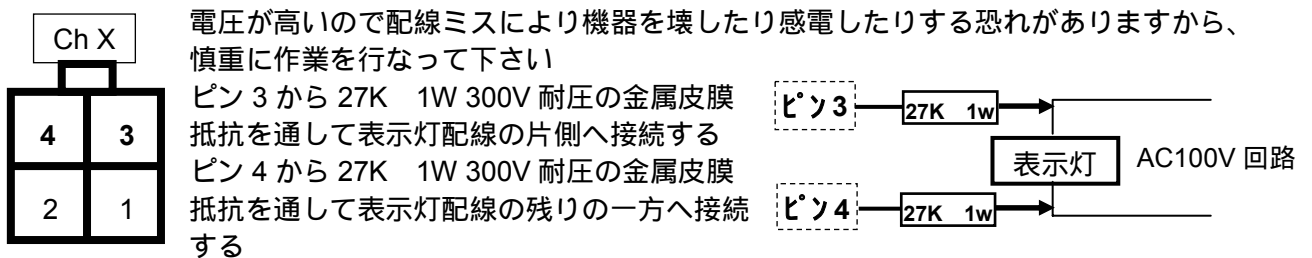 Ch X
4 3
2 1
電圧が高いので配線ミスにより機器を壊したり感電したりする恐れがありますから、
慎重に作業を行なって下さい
ピン 3 から 27K 1W 300V 耐圧の金属皮膜
抵抗を通して表示灯配線の片側へ接続する
ピン 4 から 27K 1W 300V 耐圧の金属皮膜
抵抗を通して表示灯配線の残りの一方へ接続
する
ピン3
27K 1w
表示灯
AC100V 回路
ピン4
27K 1w